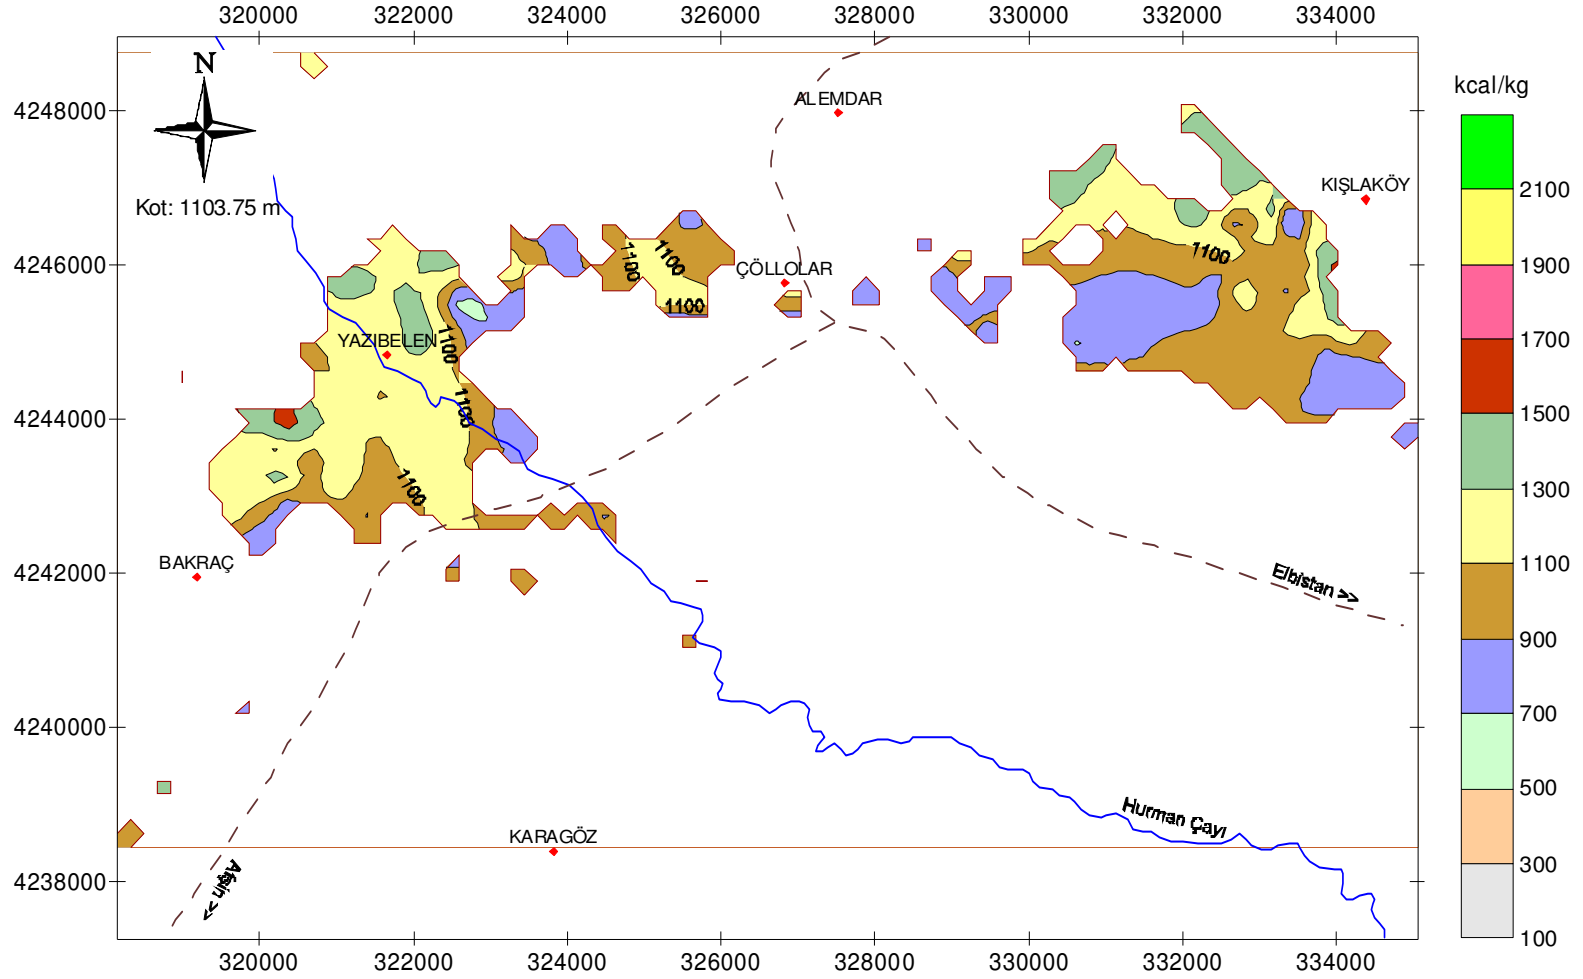 320000 322000 324000 326000 328000 330000 332000 334000
kcal/kg
N
Kot: 1103.75 m
4248000
4246000
4244000
4242000
4240000
4238000
ALEMDAR
KIŞLAKÖY
ÇÖLLOLAR
YAZIBELEN
BAKRAÇ
KARAGÖZ
1100
1100
1100
1100
1100
1100
1100
Elbistan >>
Hurman Çayı
Afşin >>
2100
1900
1700
1500
1300
1100
900
700
500
300
100
320000 322000 324000 326000 328000 330000 332000 334000